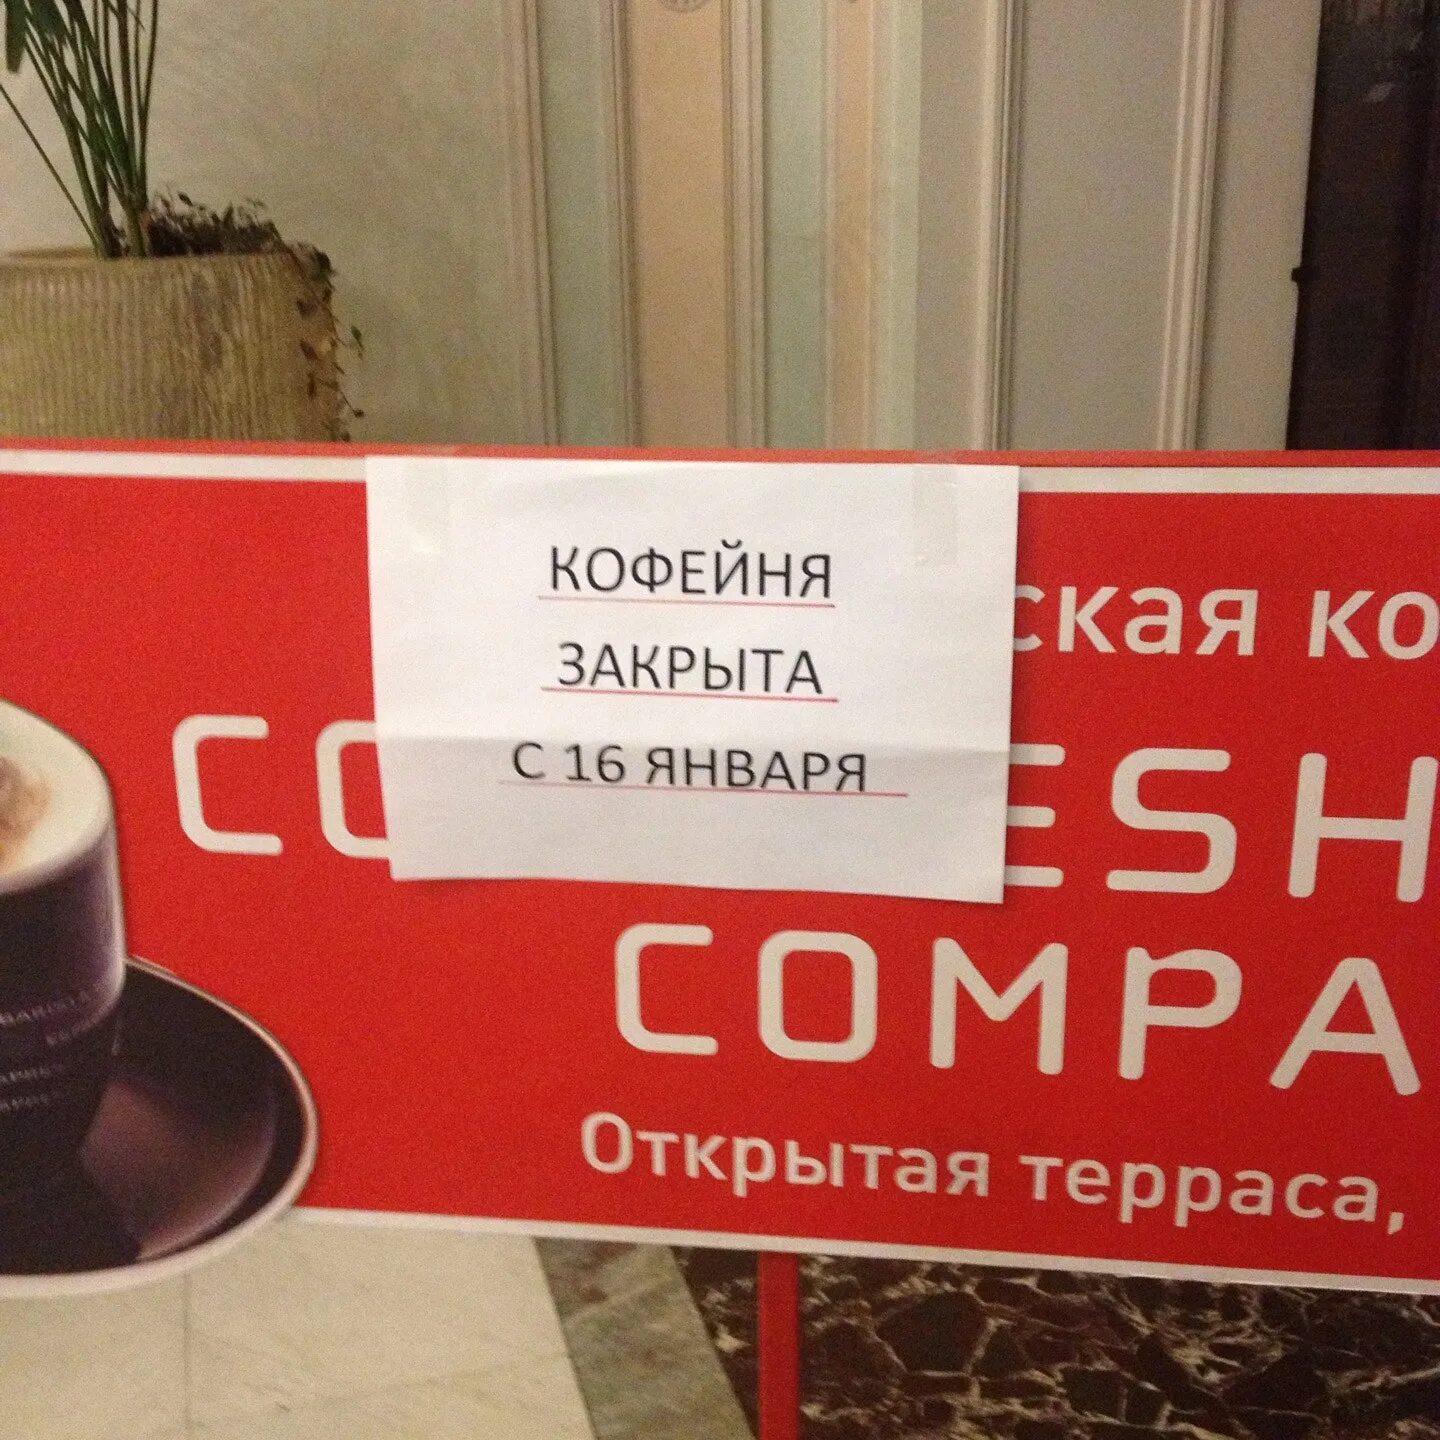 КОФЕЙНЯ
ЗАКРЫТА
С 16 ЯНВАРЯ
ская ко
CO ESH
COMPA
Открытая терраса,